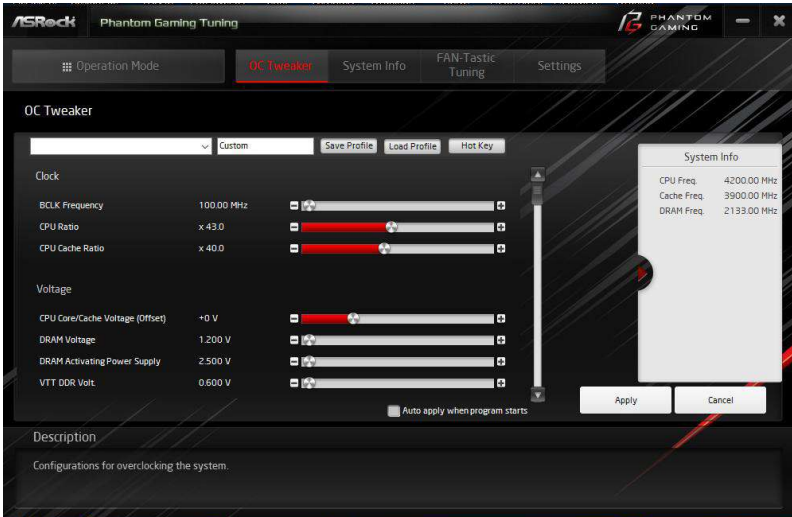 ASRock Phantom Gaming Tuning PHANTOM GAMING
Operation Mode OC Tweaker System Info FAN-Tastic Tuning Settings
OC Tweaker
Custom Save Profile Load Profile Hot Key
System Info
Clock
CPU Freq. 4200.00 MHz
Cache Freq. 3900.00 MHz
DRAM Freq. 2133.00 MHz
BCLK Frequency 100.00 MHz
CPU Ratio x 43.0
CPU Cache Ratio x 40.0
Voltage
CPU Core/Cache Voltage (Offset) +0 V
DRAM Voltage 1.200 V
DRAM Activating Power Supply 2.500 V
VTT DDR Volt. 0.600 V
Apply Cancel
Auto apply when program starts
Description
Configurations for overclocking the system.